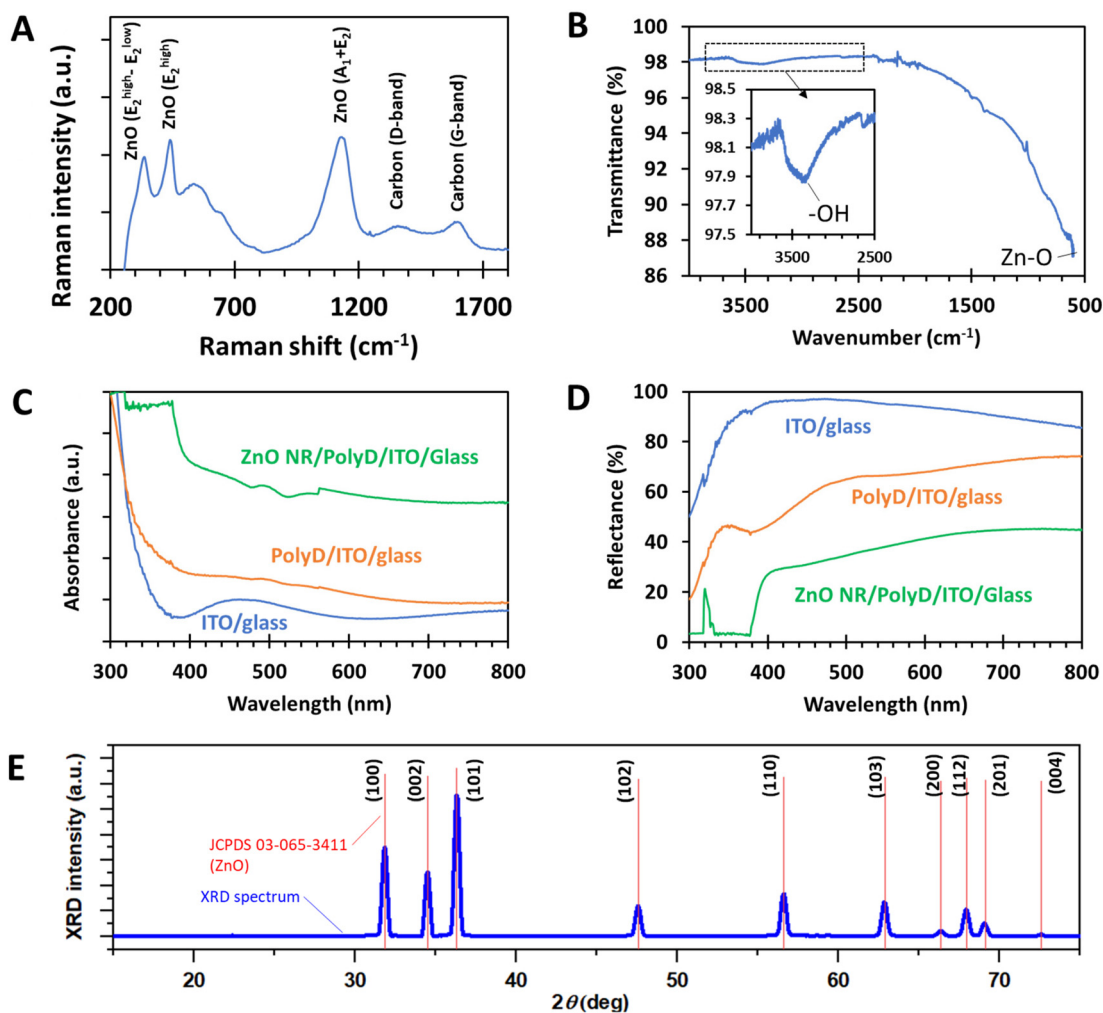 A
Raman intensity (a.u.)
ZnO (E₂ʰⁱᵍʰ- E₂ˡᵒʷ)
ZnO (E₂ʰⁱᵍʰ)
ZnO (A₁+E₂)
Carbon (D-band)
Carbon (G-band)
200 700 1200 1700
Raman shift (cm⁻¹)
B
Transmittance (%)
100
98
96
94
92
90
88
86
98.5
98.3
98.1
97.9
97.7
97.5
-OH
3500 2500
Zn-O
3500 2500 1500 500
Wavenumber (cm⁻¹)
C
Absorbance (a.u.)
ZnO NR/PolyD/ITO/Glass
PolyD/ITO/glass
ITO/glass
300 400 500 600 700 800
Wavelength (nm)
D
Reflectance (%)
100
80
60
40
20
0
ITO/glass
PolyD/ITO/glass
ZnO NR/PolyD/ITO/Glass
300 400 500 600 700 800
Wavelength (nm)
E
XRD intensity (a.u.)
JCPDS 03-065-3411
(ZnO)
XRD spectrum
(100)
(002)
(101)
(102)
(110)
(103)
(200)
(112)
(201)
(004)
20 30 40 50 60 70
2θ(deg)